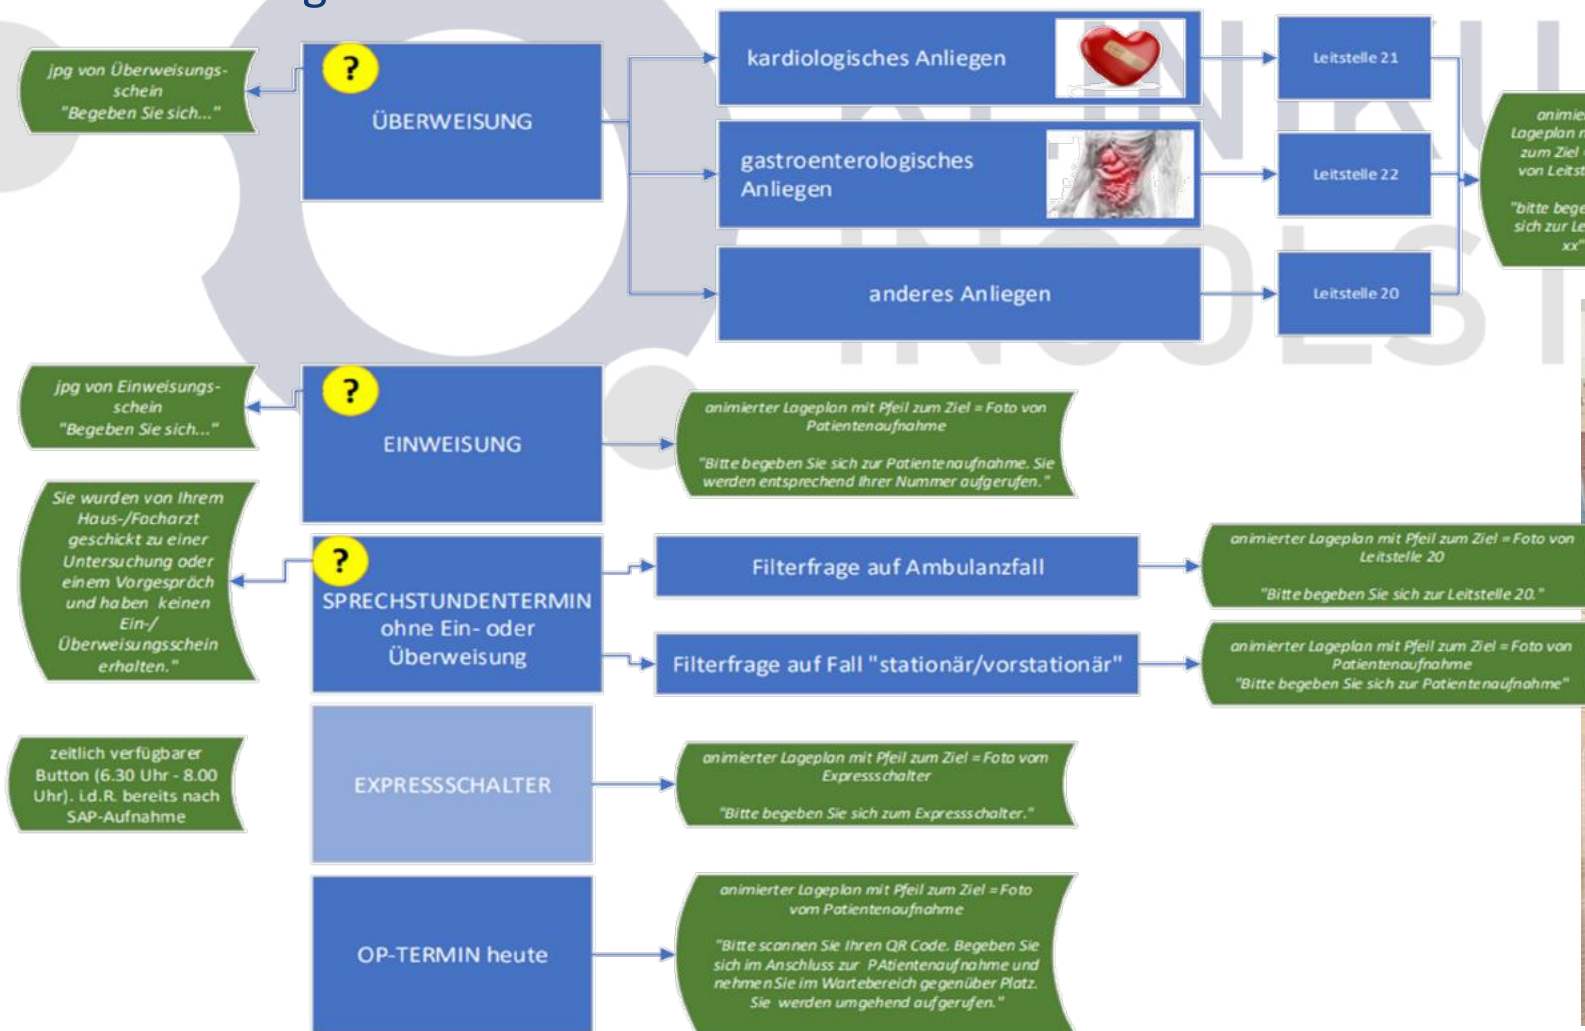 jpg von Überweisungs-
schein
"Begeben Sie sich..."
?
ÜBERWEISUNG
kardiologisches Anliegen
Leitstelle 21
gastroenterologisches
Anliegen
Leitstelle 22
anderes Anliegen
Leitstelle 20
Lageplan
zum Ziel =
"bitte
sich zur
xx"
jpg von Einweisungs-
schein
"Begeben Sie sich..."
?
EINWEISUNG
animierter Lageplan mit Pfeil zum Ziel = Foto von
Patientenaufnahme
"Bitte begeben Sie sich zur Patientenaufnahme. Sie
werden entsprechend Ihrer Nummer aufgerufen."
Sie wurden von Ihrem
Haus-/Facharzt
geschickt zu einer
Untersuchung oder
einem Vorgespräch
und haben keinen
Ein-/
Überweisungsschein
erhalten."
?
SPRECHSTUNDENTERMIN
ohne Ein- oder
Überweisung
Filterfrage auf Ambulanzfall
animierter Lageplan mit Pfeil zum Ziel = Foto von
Leitstelle 20
"Bitte begeben Sie sich zur Leitstelle 20."
Filterfrage auf Fall "stationär/vorstationär"
animierter Lageplan mit Pfeil zum Ziel = Foto von
Patientenaufnahme
"Bitte begeben Sie sich zur Patientenaufnahme"
zeitlich verfügbarer
Button (6.30 Uhr - 8.00
Uhr). i.d.R. bereits nach
SAP-Aufnahme
EXPRESSSCHALTER
animierter Lageplan mit Pfeil zum Ziel = Foto vom
Expressschalter
"Bitte begeben Sie sich zum Expressschalter."
OP-TERMIN heute
animierter Lageplan mit Pfeil zum Ziel = Foto
vom Patientenaufnahme
"Bitte scannen Sie Ihren QR Code. Begeben Sie
sich im Anschluss zur PAtientenaufnahme und
nehmen Sie im Wartebereich gegenüber Platz.
Sie werden umgehend aufgerufen."